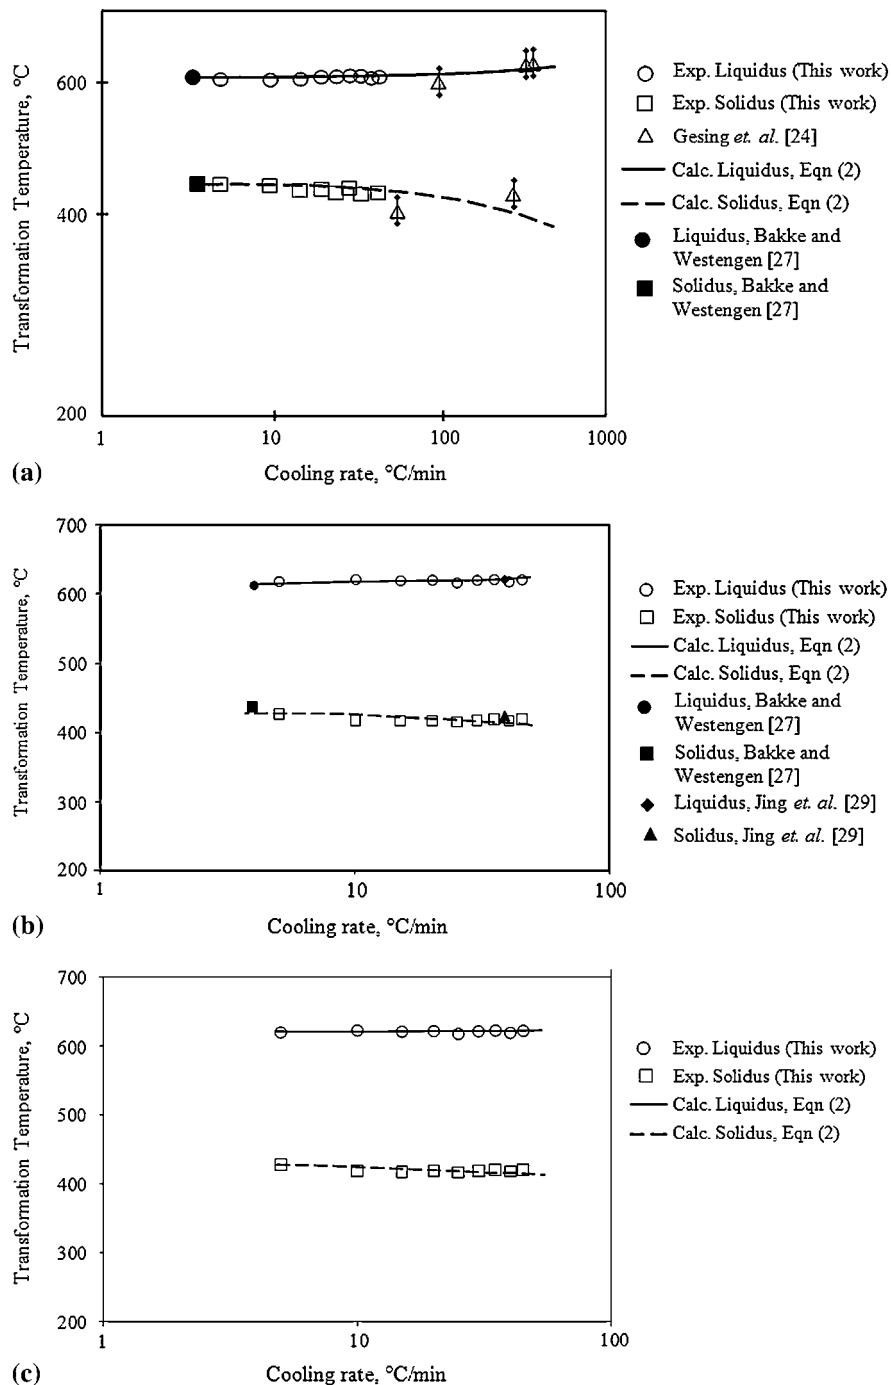 Transformation Temperature, °C
600
400
200
1
10
100
1000
Cooling rate, °C/min
(a)
Exp. Liquidus (This work)
Exp. Solidus (This work)
Gesing et. al. [24]
Calc. Liquidus, Eqn (2)
Calc. Solidus, Eqn (2)
Liquidus, Bakke and
Westengen [27]
Solidus, Bakke and
Westengen [27]
Transformation Temperature, °C
700
600
500
400
300
200
1
10
100
Cooling rate, °C/min
(b)
Exp. Liquidus (This work)
Exp. Solidus (This work)
Calc. Liquidus, Eqn (2)
Calc. Solidus, Eqn (2)
Liquidus, Bakke and
Westengen [27]
Solidus, Bakke and
Westengen [27]
Liquidus, Jing et. al. [29]
Solidus, Jing et. al. [29]
Transformation Temperature, °C
700
600
500
400
300
200
1
10
100
Cooling rate, °C/min
(c)
Exp. Liquidus (This work)
Exp. Solidus (This work)
Calc. Liquidus, Eqn (2)
Calc. Solidus, Eqn (2)